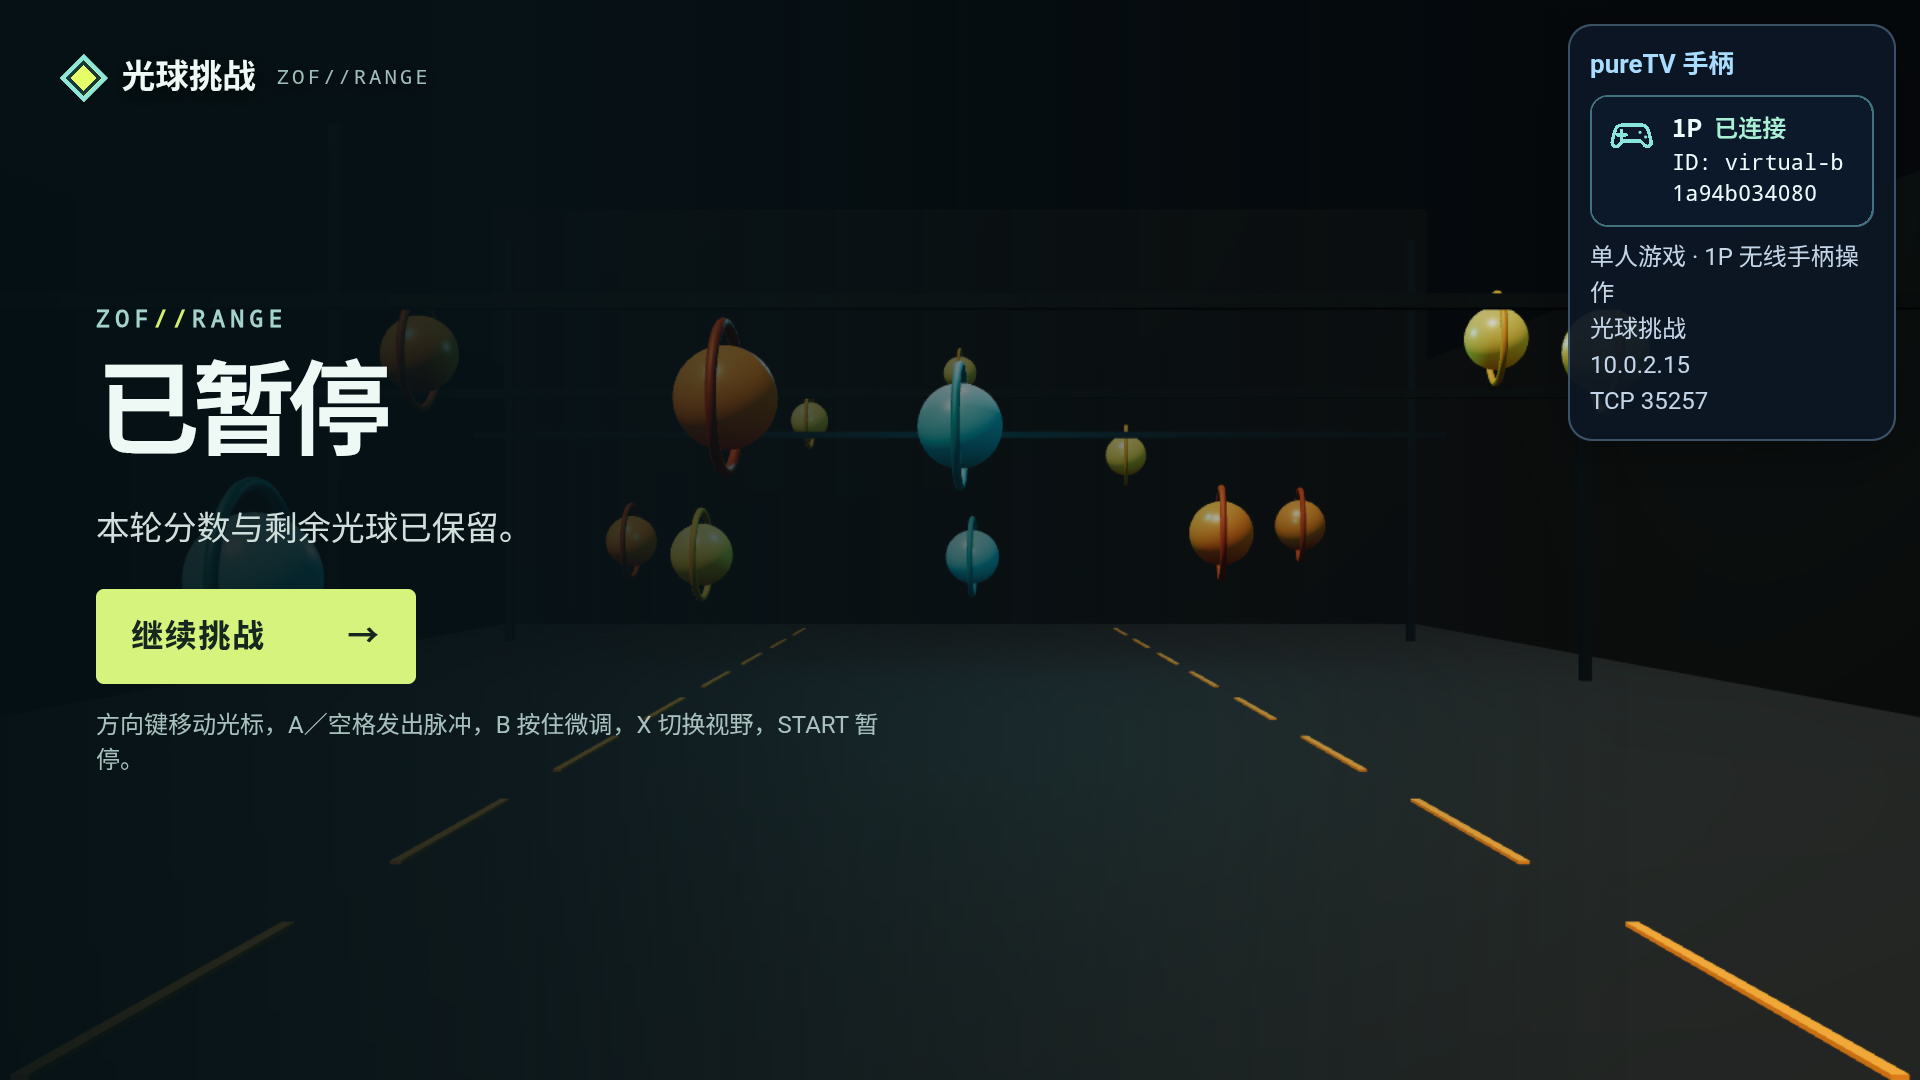 光球挑战 ZOF//RANGE
ZOF//RANGE
已暂停
本轮分数与剩余光球已保留。
继续挑战 →
方向键移动光标，A／空格发出脉冲，B 按住微调，X 切换视野，START 暂
停。
pureTV 手柄
1P 已连接
ID: virtual-b
1a94b034080
单人游戏 · 1P 无线手柄操
作
光球挑战
10.0.2.15
TCP 35257